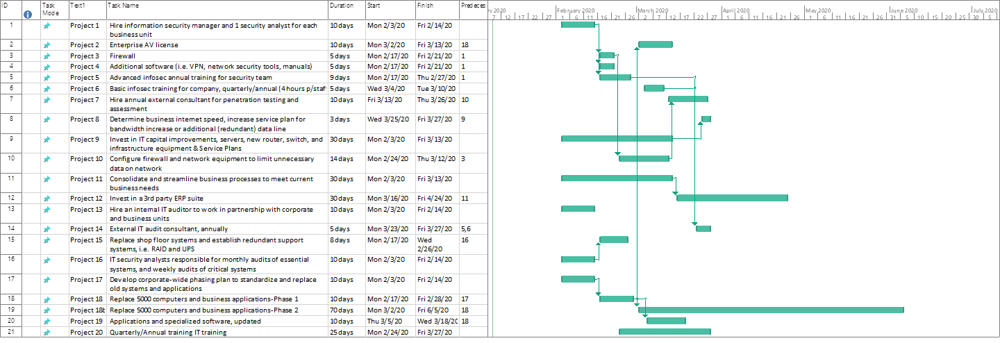 ID Task Mode Text1 Task Name Duration Start Finish Predeces
ry 2020 February 2020 March 2020 April 2020 May 2020 June 2020 July 2020
7 12 17 22 27 1 6 11 16 21 26 2 7 12 17 22 27 1 6 11 16 21 26 1 6 11 16 21 26 31 5 10 15 20 25 30 5
1 Project 1 Hire information security manager and 1 security analyst for each 10 days Mon 2/3/20 Fri 2/14/20
business unit
2 Project 2 Enterprise AV license 10 days Mon 3/2/20 Fri 3/13/20 18
3 Project 3 Firewall 5 days Mon 2/17/20 Fri 2/21/20 1
4 Project 4 Additional software (i.e. VPN, network security tools, manuals) 5 days Mon 2/17/20 Fri 2/21/20 1
5 Project 5 Advanced infosec annual training for security team 9 days Mon 2/17/20 Thu 2/27/20 1
6 Project 6 Basic infosec training for company, quarterly/annual (4 hours p/staf 5 days Wed 3/4/20 Tue 3/10/20
7 Project 7 Hire annual external consultant for penetration testing and 10 days Fri 3/13/20 Thu 3/26/20 10
assessment
8 Project 8 Determine business internet speed, increase service plan for 3 days Wed 3/25/20 Fri 3/27/20 9
bandwidth increase or additional (redundant) data line
9 Project 9 Invest in IT capital improvements, servers, new router, switch, and 30 days Mon 2/3/20 Fri 3/13/20
infrastructure equipment & Service Plans
10 Project 10 Configure firewall and network equipment to limit unnecessary 14 days Mon 2/24/20 Thu 3/12/20 3
data on network
11 Project 11 Consolidate and streamline business processes to meet current 30 days Mon 2/3/20 Fri 3/13/20
business needs
12 Project 12 Invest in a 3rd party ERP suite 30 days Mon 3/16/20 Fri 4/24/20 11
13 Project 13 Hire an internal IT auditor to work in partnership with corporate 10 days Mon 2/3/20 Fri 2/14/20
and business units
14 Project 14 External IT audit consultant, annually 5 days Mon 3/23/20 Fri 3/27/20 5,6
15 Project 15 Replace shop floor systems and establish redundant support 8 days Mon 2/17/20 Wed 16
systems, i.e. RAID and UPS 2/26/20
16 Project 16 IT security analysts responsible for monthly audits of essential 10 days Mon 2/3/20 Fri 2/14/20
systems, and weekly audits of critical systems
17 Project 17 Develop corporate-wide phasing plan to standardize and replace 10 days Mon 2/3/20 Fri 2/14/20
old systems and applications
18 Project 18 Replace 5000 computers and business applications-Phase 1 10 days Mon 2/17/20 Fri 2/28/20 17
19 Project 18b Replace 5000 computers and business applications-Phase 2 70 days Mon 3/2/20 Fri 6/5/20 18
20 Project 19 Applications and specialized software, updated 10 days Thu 3/5/20 Wed 3/18/20 18
21 Project 20 Quarterly/Annual training IT training 25 days Mon 2/24/20 Fri 3/27/20